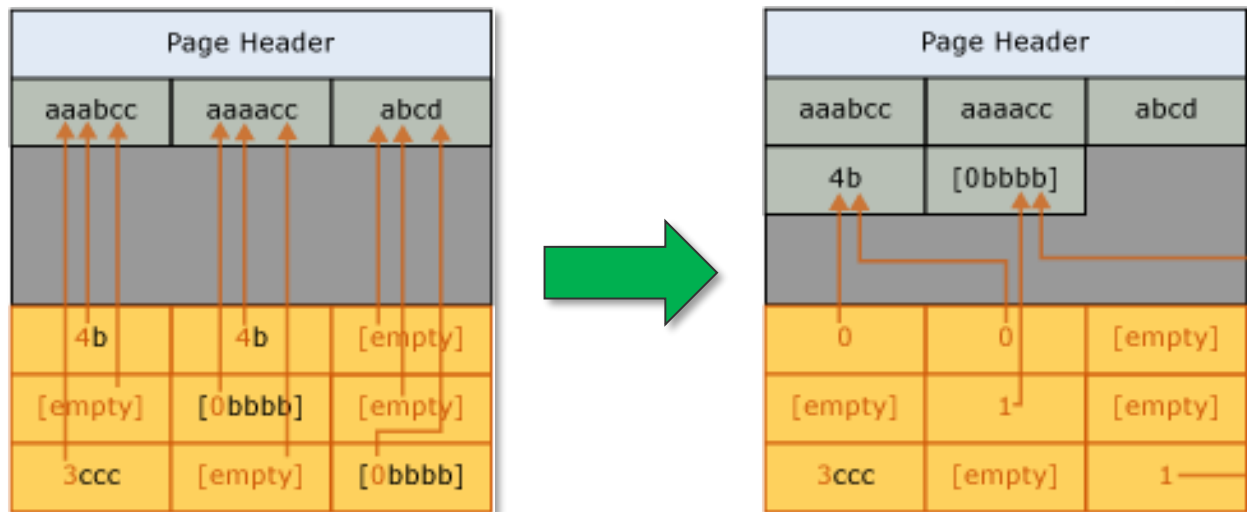 Page Header
aaabcc aaaacc abcd
4b 4b [empty]
[empty] [0bbbb] [empty]
3ccc [empty] [0bbbb]
Page Header
aaabcc aaaacc abcd
4b [0bbbb]
0 0 [empty]
[empty] 1 [empty]
3ccc [empty] 1